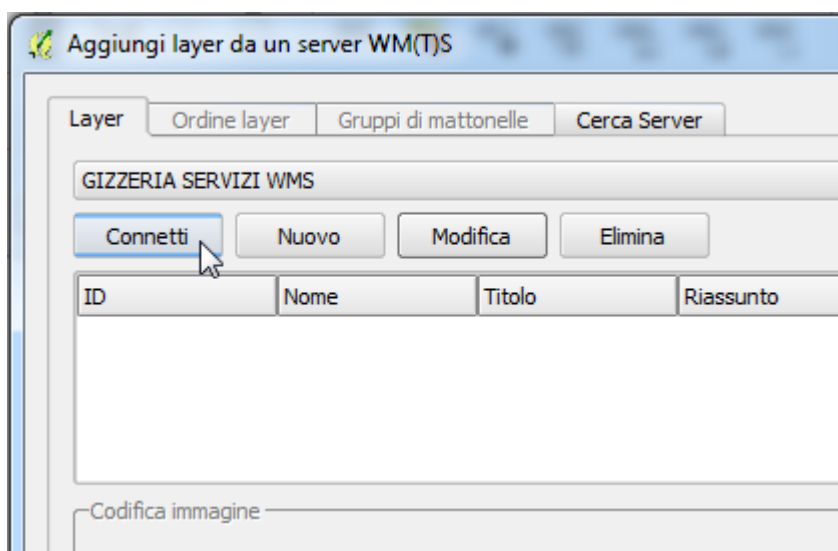 Aggiungi layer da un server WM(T)S
Layer Ordine layer Gruppi di mattonelle Cerca Server
GIZZERIA SERVIZI WMS
Connetti Nuovo Modifica Elimina
ID Nome Titolo Riassunto
Codifica immagine